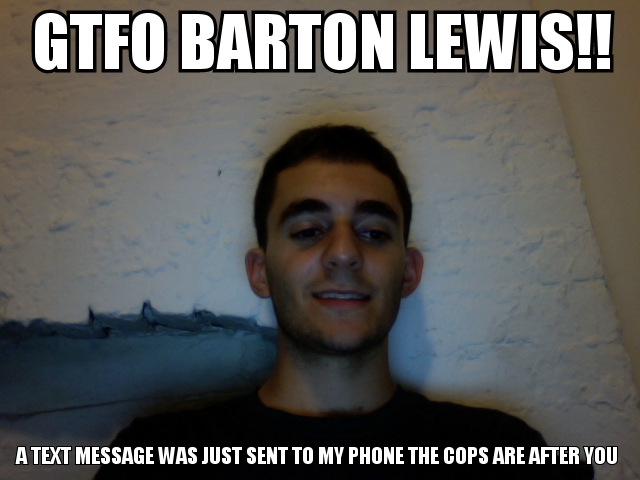 GTFO BARTON LEWIS!!
A TEXT MESSAGE WAS JUST SENT TO MY PHONE THE COPS ARE AFTER YOU